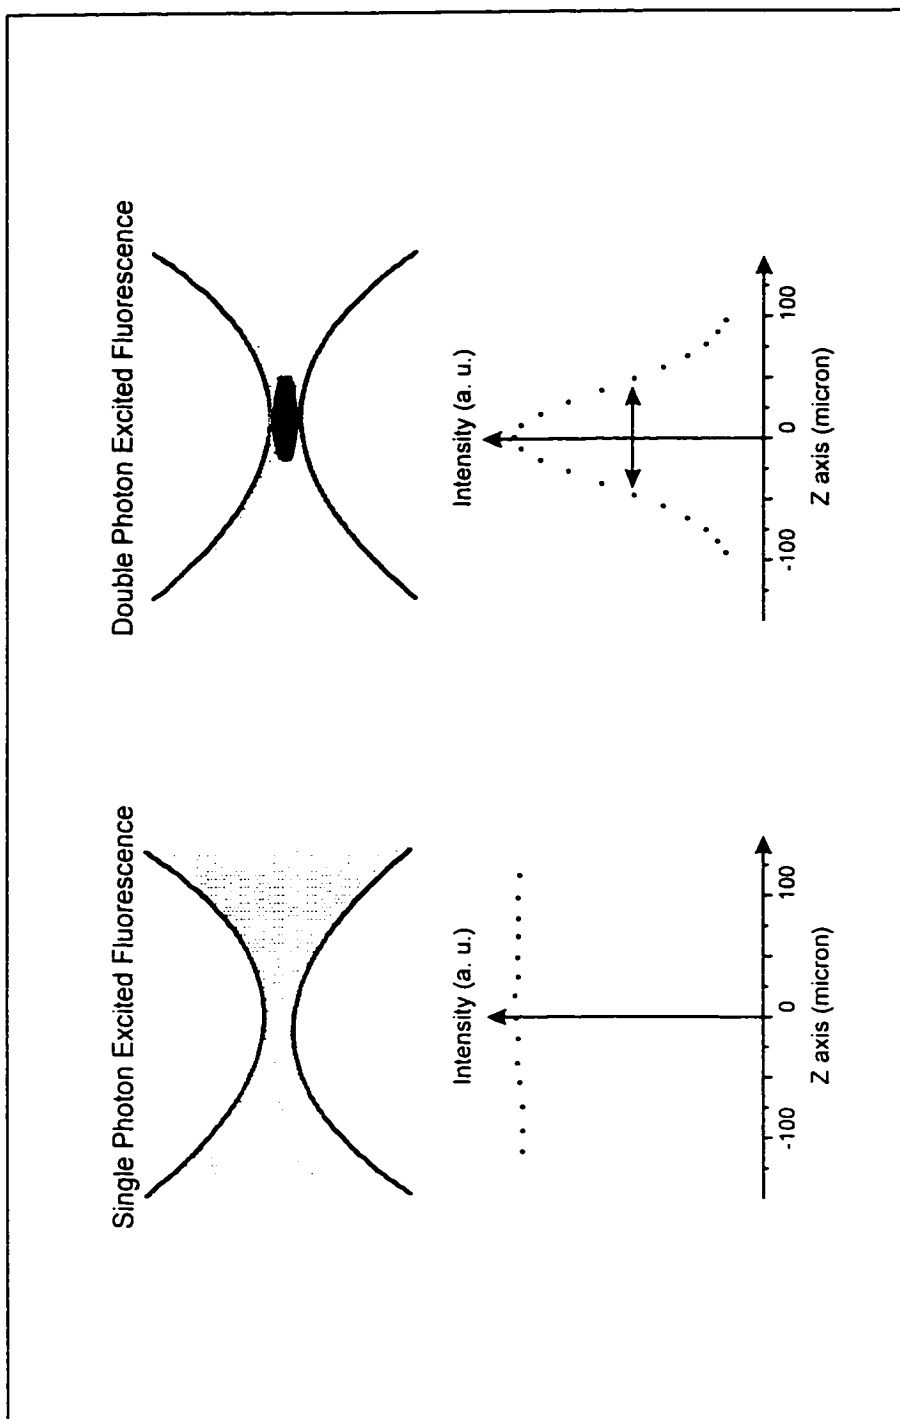 Single Photon Excited Fluorescence
Intensity (a. u.)
-100 0 100
Z axis (micron)
Double Photon Excited Fluorescence
Intensity (a. u.)
-100 0 100
Z axis (micron)